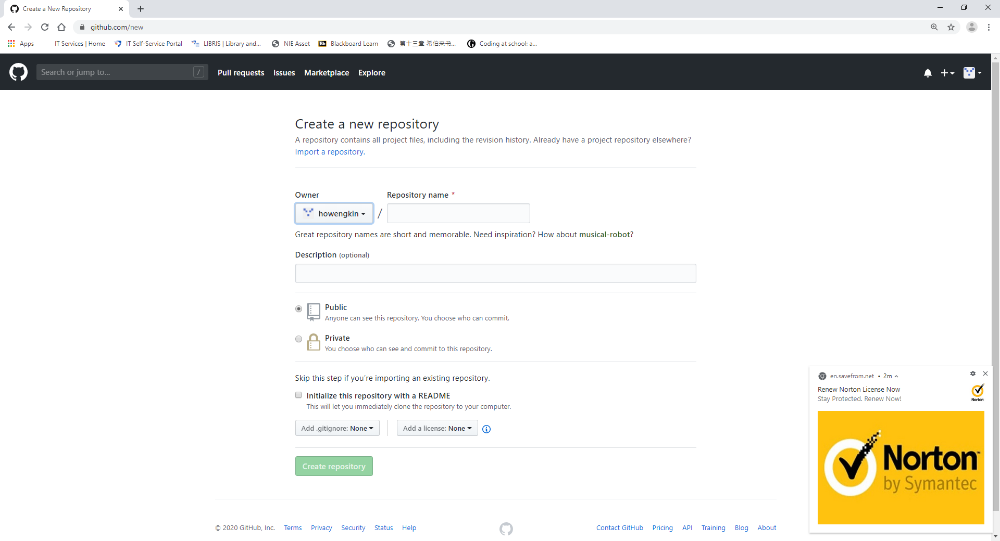 Create a New Repository
github.com/new
Apps
IT Services | Home
IT Self-Service Portal
LIBRIS | Library and...
NIE Asset
Bb
Blackboard Learn
第十三章 希伯来书...
Coding at school: a...
Search or jump to...
/
Pull requests
Issues
Marketplace
Explore
Create a new repository
A repository contains all project files, including the revision history. Already have a project repository elsewhere?
Import a repository.
Owner
Repository name *
howengkin
/
Great repository names are short and memorable. Need inspiration? How about musical-robot?
Description (optional)
Public
Anyone can see this repository. You choose who can commit.
Private
You choose who can see and commit to this repository.
Skip this step if you’re importing an existing repository.
Initialize this repository with a README
This will let you immediately clone the repository to your computer.
Add .gitignore: None
Add a license: None
Create repository
en.savefrom.net • 2m
Renew Norton License Now
Stay Protected. Renew Now!
Norton
Norton™
by Symantec
© 2020 GitHub, Inc.
Terms
Privacy
Security
Status
Help
Contact GitHub
Pricing
API
Training
Blog
About